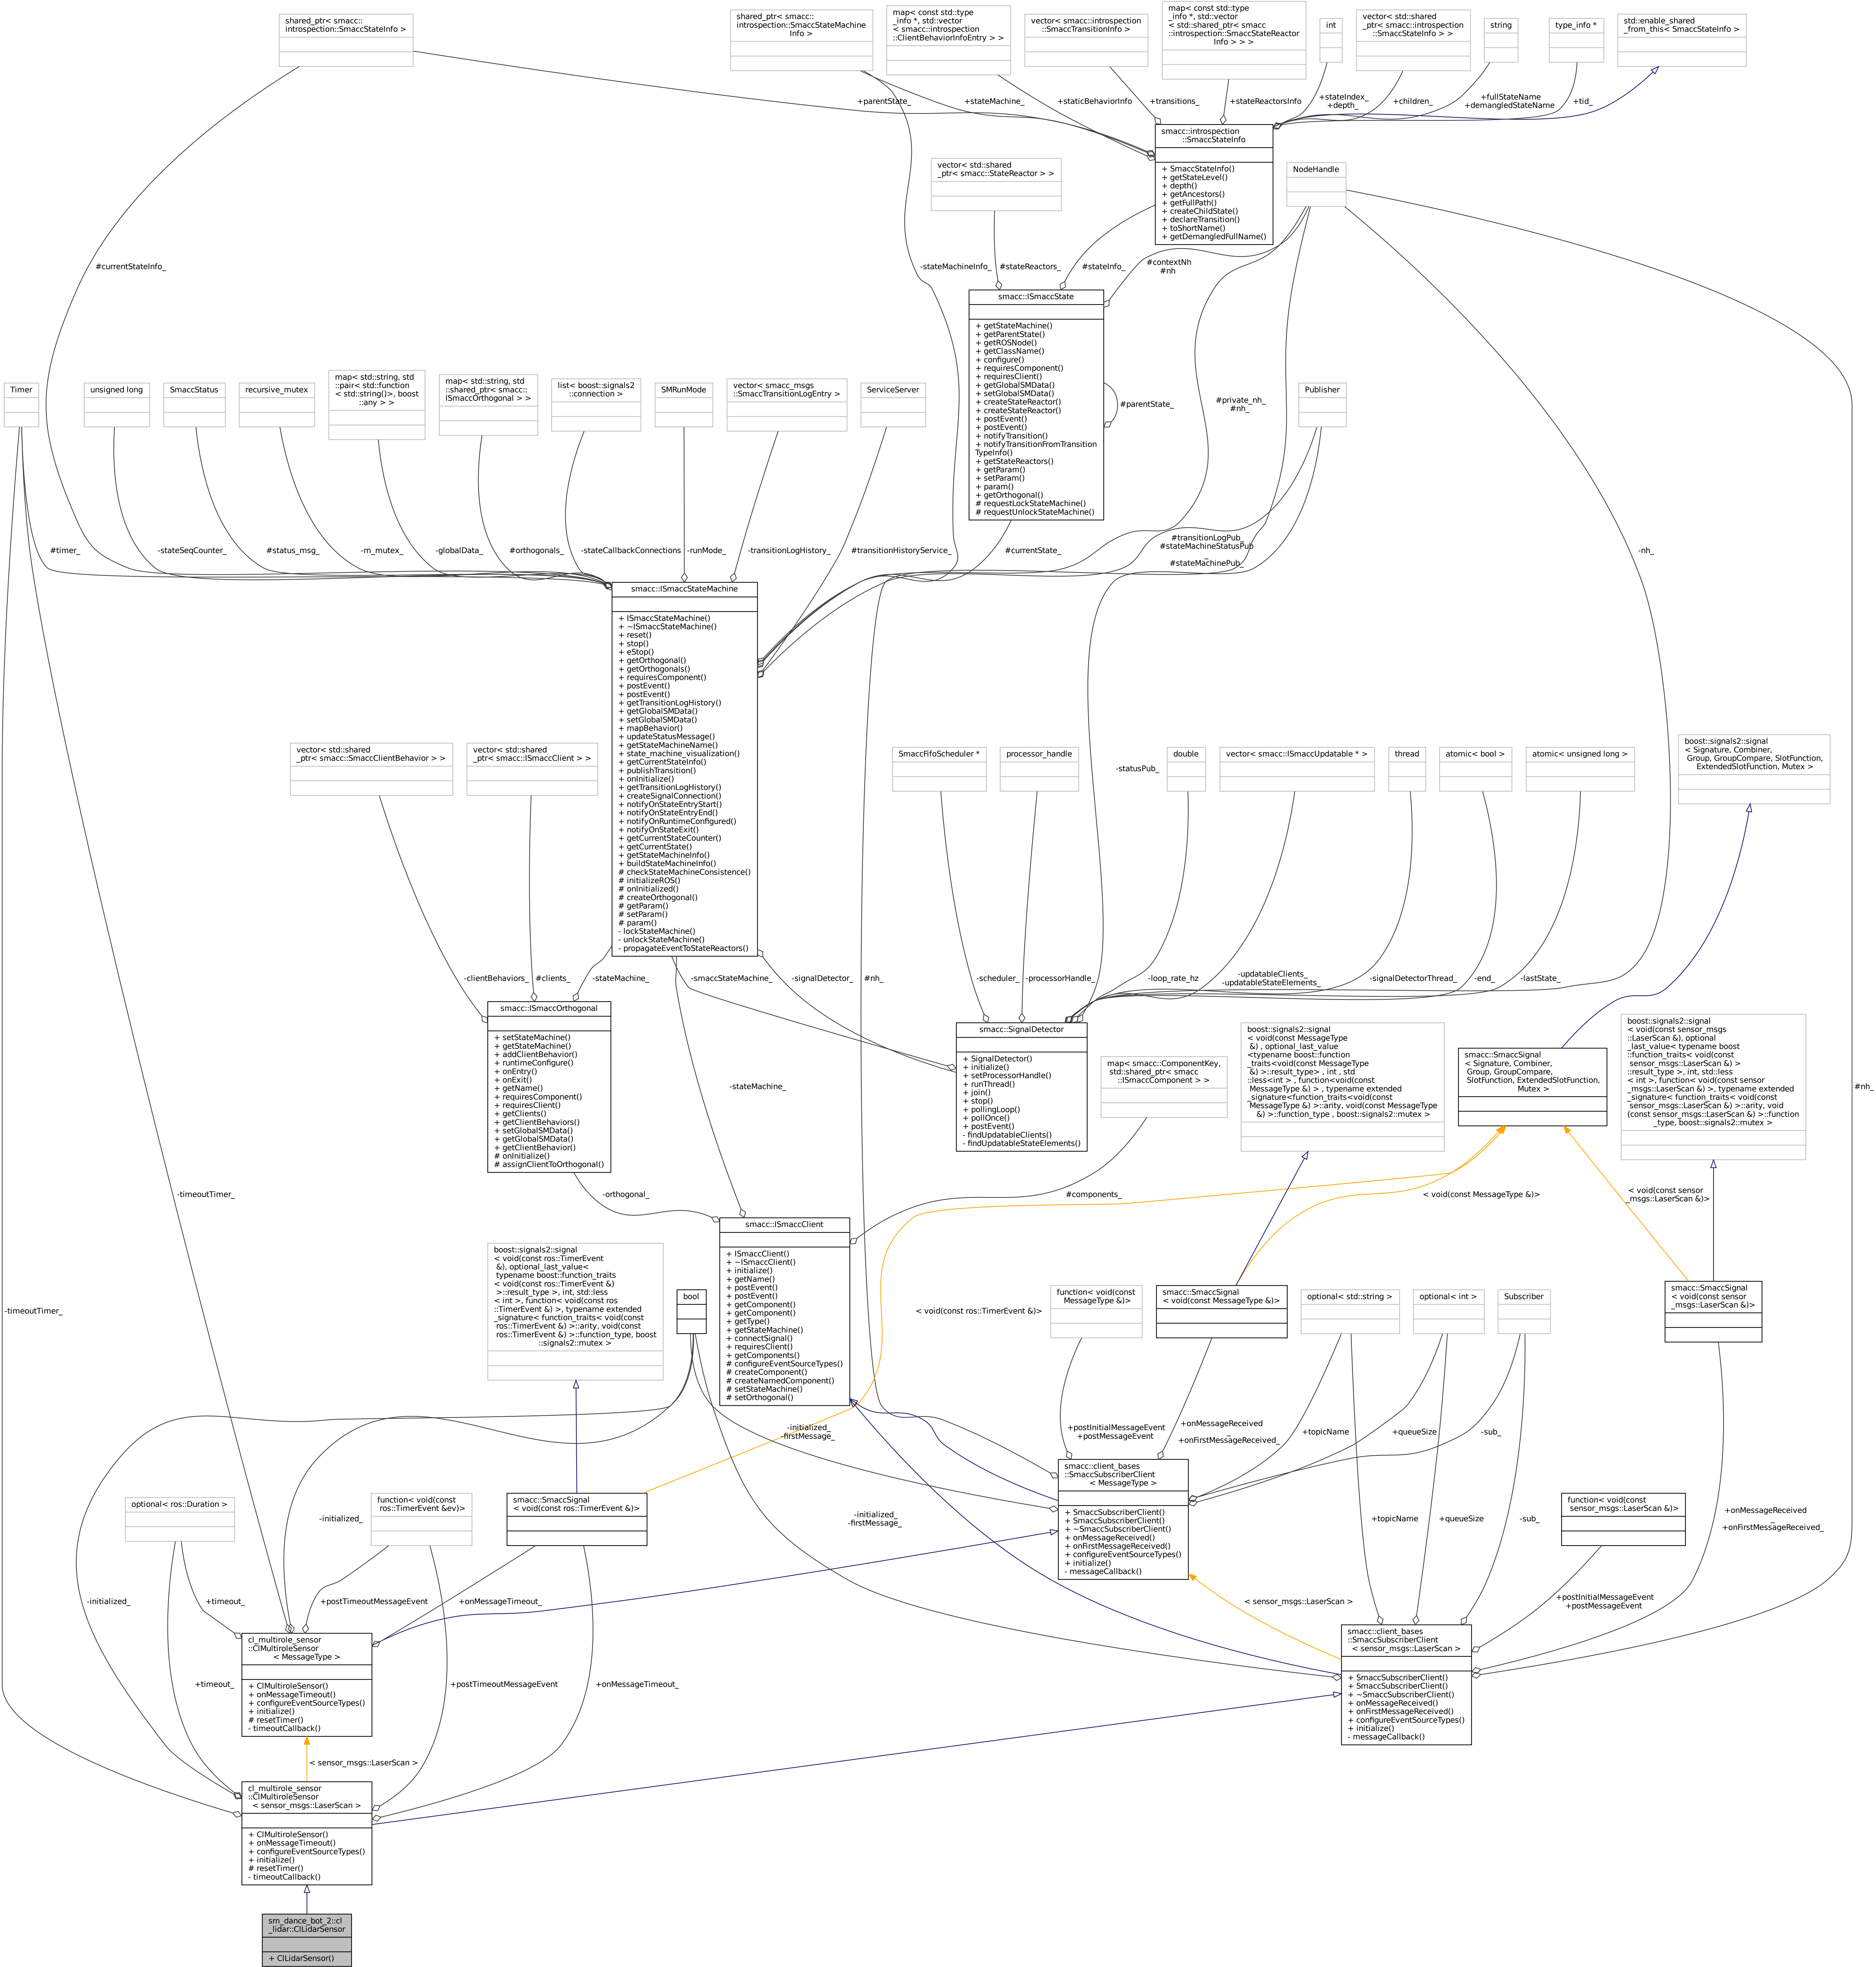 shared_ptr< smacc::
introspection::SmaccStateInfo >
shared_ptr< smacc::
introspection::SmaccStateMachine
Info >
map< const std::type
_info *, std::vector
< smacc::introspection
::ClientBehaviorInfoEntry > >
vector< smacc::introspection
::SmaccTransitionInfo >
map< const std::type
_info *, std::vector
< std::shared_ptr< smacc
::introspection::SmaccStateReactor
Info > > >
int
vector< std::shared
_ptr< smacc::introspection
::SmaccStateInfo > >
string
type_info *
std::enable_shared
_from_this< SmaccStateInfo >
+parentState_
+stateMachine_
+staticBehaviorInfo
+transitions_
+stateReactorsInfo
+stateIndex_
+depth_
+children_
+fullStateName
+demangledStateName
+tid_
smacc::introspection
::SmaccStateInfo
+ SmaccStateInfo()
+ getStateLevel()
+ depth()
+ getAncestors()
+ getFullPath()
+ createChildState()
+ declareTransition()
+ toShortName()
+ getDemangledFullName()
vector< std::shared
_ptr< smacc::StateReactor > >
NodeHandle
#currentStateInfo_
-stateMachineInfo_
#stateReactors_
#stateInfo_
#contextNh
#nh
smacc::ISmaccState
+ getStateMachine()
+ getParentState()
+ getROSNode()
+ getClassName()
+ configure()
+ requiresComponent()
+ requiresClient()
+ getGlobalSMData()
+ setGlobalSMData()
+ createStateReactor()
+ createStateReactor()
+ postEvent()
+ postEvent()
+ notifyTransition()
+ notifyTransitionFromTransition
TypeInfo()
+ getStateReactors()
+ getParam()
+ setParam()
+ param()
+ getOrthogonal()
# requestLockStateMachine()
# requestUnlockStateMachine()
#parentState_
#private_nh_
#nh_
Publisher
Timer
unsigned long
SmaccStatus
recursive_mutex
map< std::string, std
::pair< std::function
< std::string()>, boost
::any > >
map< std::string, std
::shared_ptr< smacc::
ISmaccOrthogonal > >
list< boost::signals2
::connection >
SMRunMode
vector< smacc_msgs
::SmaccTransitionLogEntry >
ServiceServer
#timer_
-stateSeqCounter_
#status_msg_
-m_mutex_
-globalData_
#orthogonals_
-stateCallbackConnections
-runMode_
-transitionLogHistory_
#transitionHistoryService_
#currentState_
#transitionLogPub_
#stateMachineStatusPub
_
#stateMachinePub_
-nh_
smacc::ISmaccStateMachine
+ ISmaccStateMachine()
+ ~ISmaccStateMachine()
+ reset()
+ stop()
+ eStop()
+ getOrthogonal()
+ getOrthogonals()
+ requiresComponent()
+ postEvent()
+ postEvent()
+ getTransitionLogHistory()
+ getGlobalSMData()
+ setGlobalSMData()
+ mapBehavior()
+ updateStatusMessage()
+ getStateMachineName()
+ state_machine_visualization()
+ getCurrentStateInfo()
+ publishTransition()
+ onInitialize()
+ getTransitionLogHistory()
+ createSignalConnection()
+ notifyOnStateEntryStart()
+ notifyOnStateEntryEnd()
+ notifyOnRuntimeConfigured()
+ notifyOnStateExit()
+ getCurrentStateCounter()
+ getCurrentState()
+ getStateMachineInfo()
+ buildStateMachineInfo()
# checkStateMachineConsistence()
# initializeROS()
# onInitialized()
# createOrthogonal()
# getParam()
# setParam()
# param()
- lockStateMachine()
- unlockStateMachine()
- propagateEventToStateReactors()
vector< std::shared
_ptr< smacc::SmaccClientBehavior > >
vector< std::shared
_ptr< smacc::ISmaccClient > >
SmaccFifoScheduler *
processor_handle
-statusPub_
double
vector< smacc::ISmaccUpdatable * >
thread
atomic< bool >
atomic< unsigned long >
boost::signals2::signal
< Signature, Combiner,
Group, GroupCompare, SlotFunction,
ExtendedSlotFunction, Mutex >
-clientBehaviors_
#clients_
-stateMachine_
-smaccStateMachine_
-signalDetector_
#nh_
-scheduler_
-processorHandle_
-loop_rate_hz
-updatableClients_
-updatableStateElements_
-signalDetectorThread_
-end_
-lastState_
smacc::ISmaccOrthogonal
+ setStateMachine()
+ getStateMachine()
+ addClientBehavior()
+ runtimeConfigure()
+ onEntry()
+ onExit()
+ getName()
+ requiresComponent()
+ requiresClient()
+ getClients()
+ getClientBehaviors()
+ setGlobalSMData()
+ getGlobalSMData()
+ getClientBehavior()
# onInitialize()
# assignClientToOrthogonal()
-stateMachine_
smacc::SignalDetector
+ SignalDetector()
+ initialize()
+ setProcessorHandle()
+ runThread()
+ join()
+ stop()
+ pollingLoop()
+ pollOnce()
+ postEvent()
- findUpdatableClients()
- findUpdatableStateElements()
map< smacc::ComponentKey,
std::shared_ptr< smacc
::ISmaccComponent > >
boost::signals2::signal
< void(const MessageType
&) , optional_last_value
<typename boost::function
_traits<void(const MessageType
&) >::result_type> , int , std
::less<int > , function<void(const
MessageType &) > , typename extended
_signature<function_traits<void(const
MessageType &) >::arity, void(const MessageType
&) >::function_type , boost::signals2::mutex >
smacc::SmaccSignal
< Signature, Combiner,
Group, GroupCompare,
SlotFunction, ExtendedSlotFunction,
Mutex >
boost::signals2::signal
< void(const sensor_msgs
::LaserScan &), optional
_last_value< typename boost
::function_traits< void(const
sensor_msgs::LaserScan &) >
::result_type >, int, std::less
< int >, function< void(const sensor
_msgs::LaserScan &) >, typename extended
_signature< function_traits< void(const
sensor_msgs::LaserScan &) >::arity, void
(const sensor_msgs::LaserScan &) >::function
_type, boost::signals2::mutex >
#nh_
-timeoutTimer_
-orthogonal_
#components_
< void(const MessageType &)>
< void(const sensor
_msgs::LaserScan &)>
smacc::ISmaccClient
+ ISmaccClient()
+ ~ISmaccClient()
+ initialize()
+ getName()
+ postEvent()
+ postEvent()
+ getComponent()
+ getComponent()
+ getType()
+ getStateMachine()
+ connectSignal()
+ requiresClient()
+ getComponents()
# configureEventSourceTypes()
# createComponent()
# createNamedComponent()
# setStateMachine()
# setOrthogonal()
boost::signals2::signal
< void(const ros::TimerEvent
&), optional_last_value<
typename boost::function_traits
< void(const ros::TimerEvent &)
>::result_type >, int, std::less
< int >, function< void(const ros
::TimerEvent &) >, typename extended
_signature< function_traits< void(const
ros::TimerEvent &) >::arity, void(const
ros::TimerEvent &) >::function_type, boost
::signals2::mutex >
bool
-timeoutTimer_
< void(const ros::TimerEvent &)>
function< void(const
MessageType &)>
smacc::SmaccSignal
< void(const MessageType &)>
optional< std::string >
optional< int >
Subscriber
smacc::SmaccSignal
< void(const sensor
_msgs::LaserScan &)>
-initialized_
-firstMessage_
+postInitialMessageEvent
+postMessageEvent
+onMessageReceived
_
+onFirstMessageReceived_
+topicName
+queueSize
-sub_
smacc::client_bases
::SmaccSubscriberClient
< MessageType >
+ SmaccSubscriberClient()
+ SmaccSubscriberClient()
+ ~SmaccSubscriberClient()
+ onMessageReceived()
+ onFirstMessageReceived()
+ configureEventSourceTypes()
+ initialize()
- messageCallback()
optional< ros::Duration >
-initialized_
function< void(const
ros::TimerEvent &ev)>
smacc::SmaccSignal
< void(const ros::TimerEvent &)>
-initialized_
-firstMessage_
+topicName
+queueSize
-sub_
function< void(const
sensor_msgs::LaserScan &)>
+onMessageReceived
_
+onFirstMessageReceived_
-initialized_
+timeout_
+postTimeoutMessageEvent
+onMessageTimeout_
< sensor_msgs::LaserScan >
+postInitialMessageEvent
+postMessageEvent
cl_multirole_sensor
::ClMultiroleSensor
< MessageType >
+ ClMultiroleSensor()
+ onMessageTimeout()
+ configureEventSourceTypes()
+ initialize()
# resetTimer()
- timeoutCallback()
+timeout_
+postTimeoutMessageEvent
+onMessageTimeout_
smacc::client_bases
::SmaccSubscriberClient
< sensor_msgs::LaserScan >
+ SmaccSubscriberClient()
+ SmaccSubscriberClient()
+ ~SmaccSubscriberClient()
+ onMessageReceived()
+ onFirstMessageReceived()
+ configureEventSourceTypes()
+ initialize()
- messageCallback()
< sensor_msgs::LaserScan >
cl_multirole_sensor
::ClMultiroleSensor
< sensor_msgs::LaserScan >
+ ClMultiroleSensor()
+ onMessageTimeout()
+ configureEventSourceTypes()
+ initialize()
# resetTimer()
- timeoutCallback()
sm_dance_bot_2::cl
_lidar::ClLidarSensor
+ ClLidarSensor()